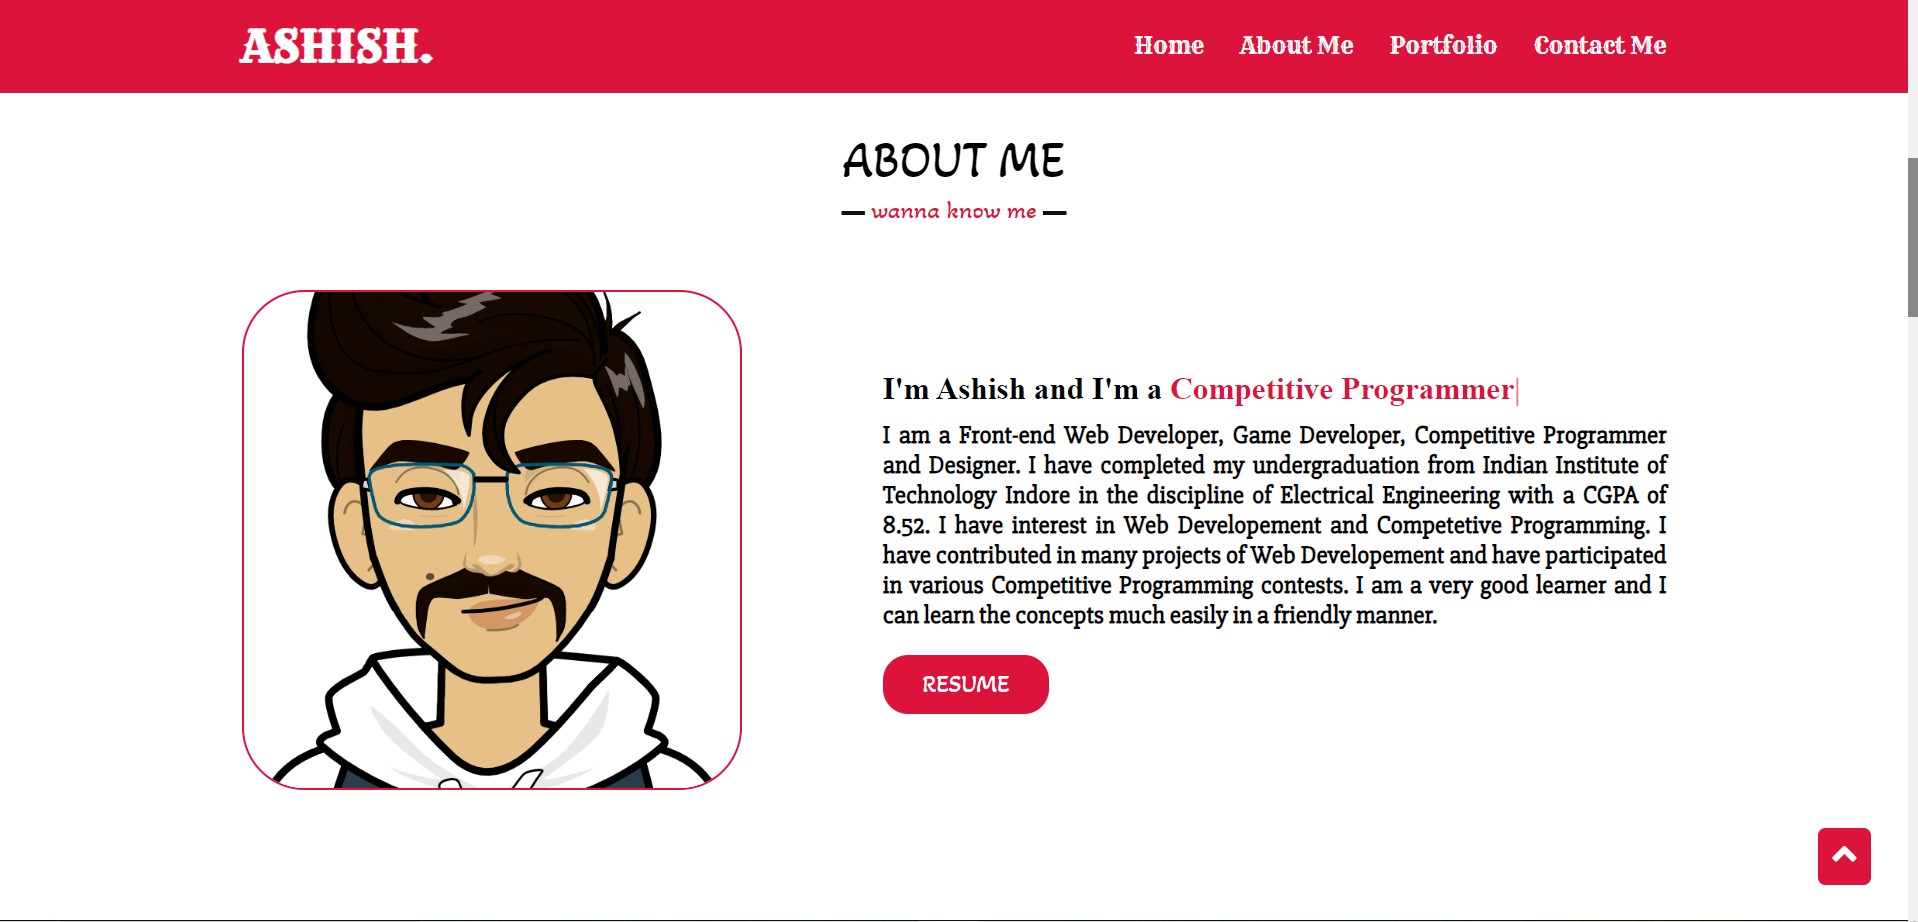 ASHISH.
Home About Me Portfolio Contact Me
ABOUT ME
wanna know me
I'm Ashish and I'm a Competitive Programmer|
I am a Front-end Web Developer, Game Developer, Competitive Programmer
and Designer. I have completed my undergraduation from Indian Institute of
Technology Indore in the discipline of Electrical Engineering with a CGPA of
8.52. I have interest in Web Developement and Competetive Programming. I
have contributed in many projects of Web Developement and have participated
in various Competitive Programming contests. I am a very good learner and I
can learn the concepts much easily in a friendly manner.
RESUME